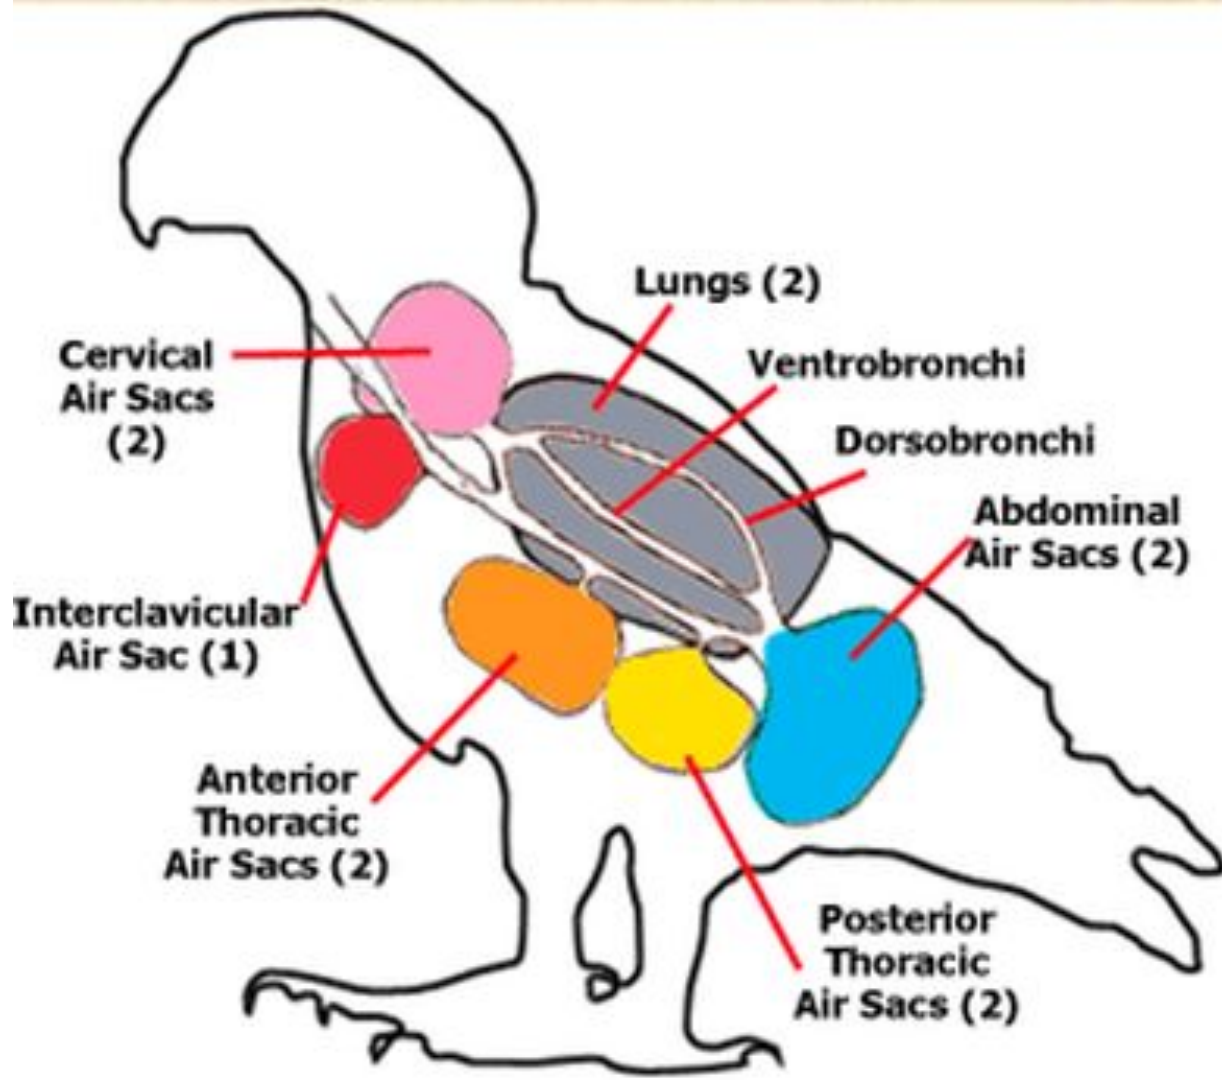 Lungs (2)
Cervical
Air Sacs
(2)
Ventrobronchi
Dorsobronchi
Abdominal
Air Sacs (2)
Interclavicular
Air Sac (1)
Anterior
Thoracic
Air Sacs (2)
Posterior
Thoracic
Air Sacs (2)